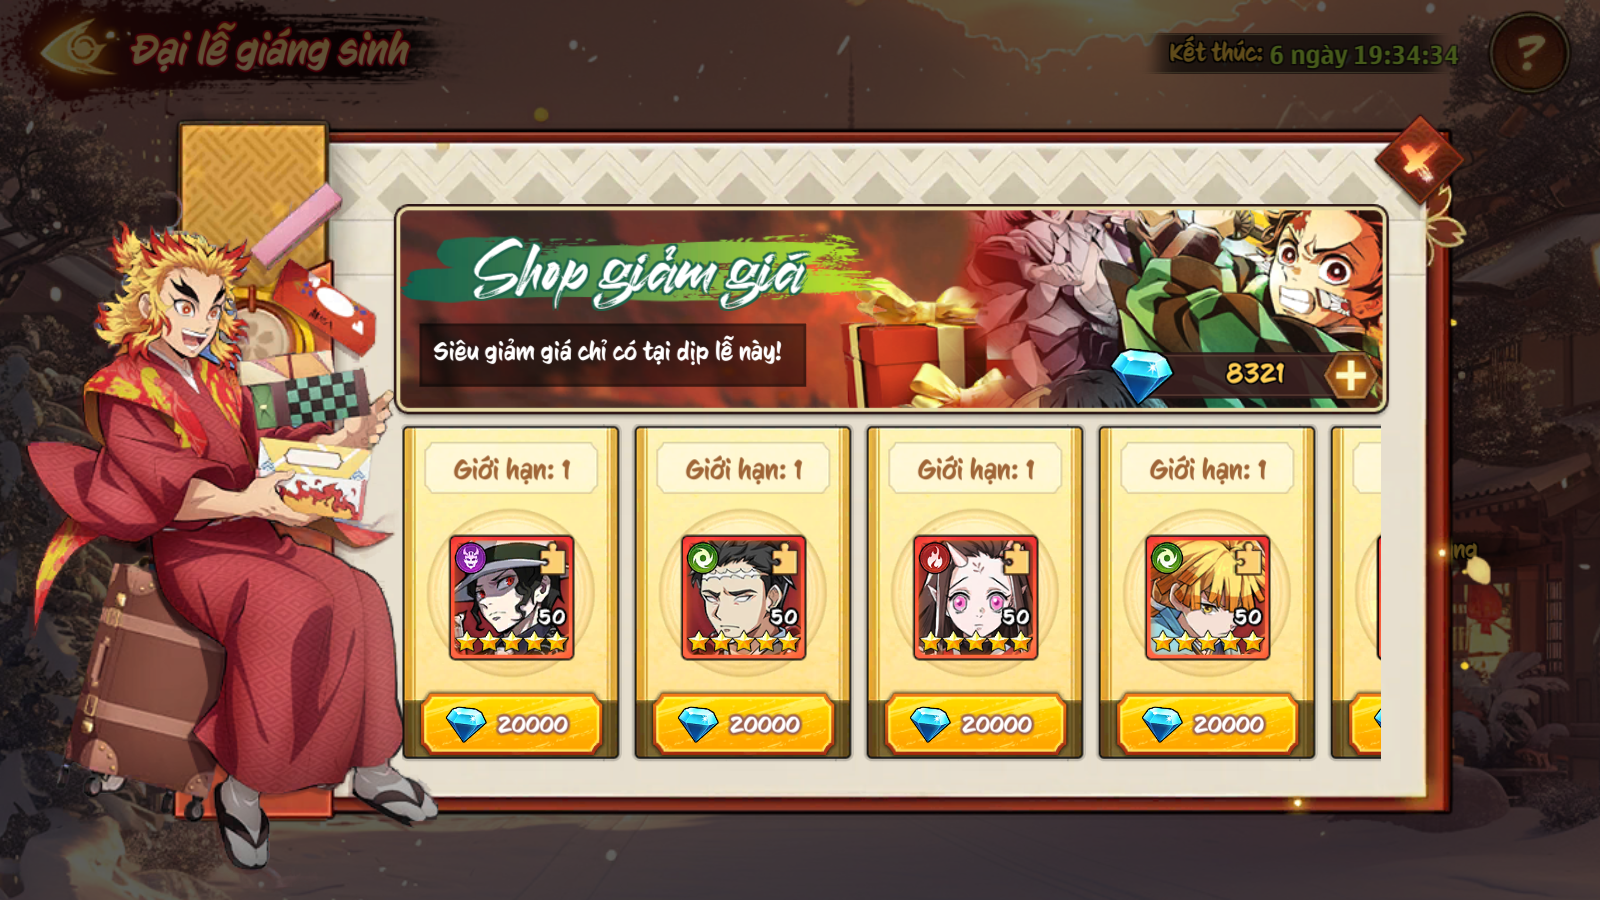 Đại lễ giáng sinh
Kết thúc: 6 ngày 19:34:34
?
Shop giảm giá
Siêu giảm giá chỉ có tại dịp lễ này!
8321
Giới hạn: 1
Giới hạn: 1
Giới hạn: 1
Giới hạn: 1
50
50
50
50
20000
20000
20000
20000